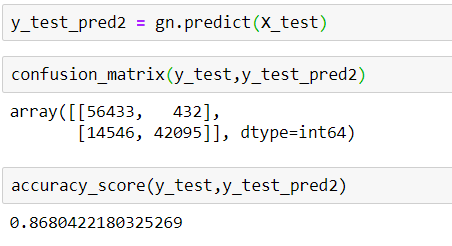 y_test_pred2 = gn.predict(X_test)
confusion_matrix(y_test,y_test_pred2)
array([[56433,   432],
       [14546, 42095]], dtype=int64)
accuracy_score(y_test,y_test_pred2)
0.8680422180325269